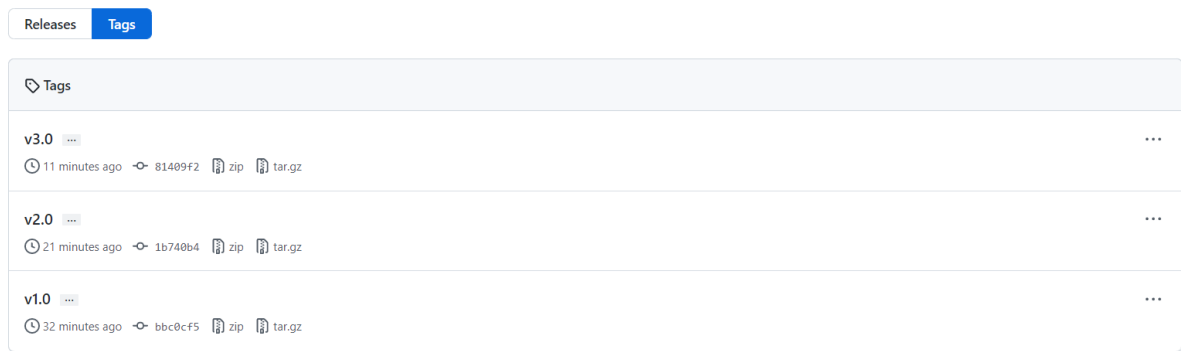 Releases Tags
Tags
v3.0 ...
11 minutes ago 81409f2 zip tar.gz
v2.0 ...
21 minutes ago 1b740b4 zip tar.gz
v1.0 ...
32 minutes ago bbc0cf5 zip tar.gz